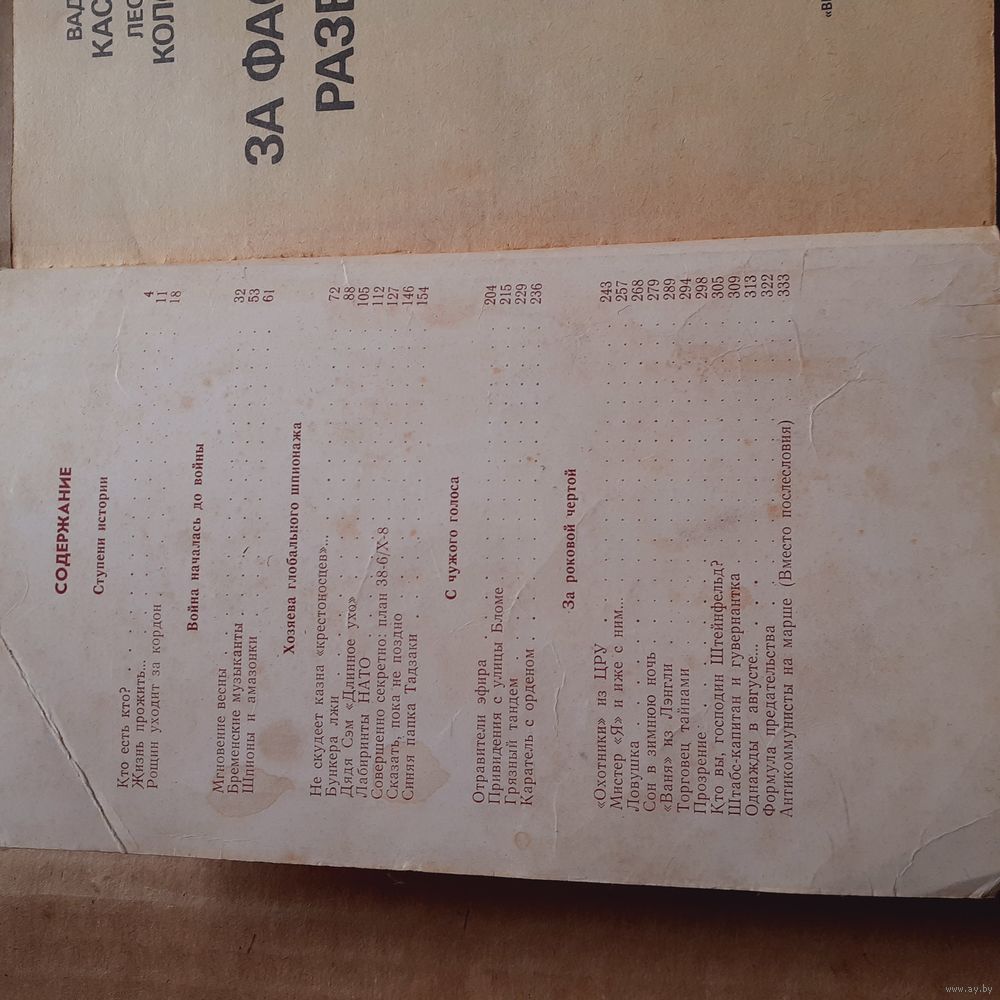 СОДЕРЖАНИЕ
Ступени истории
Кто есть кто? 4
Жизнь прожить... 11
Рощин уходит за кордон 18
Война началась до войны
Мгновение весны 32
Бременские музыканты 53
Шпионы и амазонки 61
Хозяева глобального шпионажа
Не скудеет казна «крестоносцев»... 72
Бункера лжи 88
Дядя Сэм «Длинное ухо» 105
Лабиринты НАТО 112
Совершенно секретно: план 38-6/Х-8 127
Сказать, пока не поздно 146
Синяя папка Тадзаки 154
С чужого голоса
Отравители эфира 204
Привидения с улицы Бломе 215
Грязный тандем 229
Каратель с орденом 236
За роковой чертой
«Охотники» из ЦРУ 243
Мистер «Я» и иже с ним... 257
Ловушка 268
Сон в зимнюю ночь 279
«Ваня» из Лэнгли 289
Торговец тайнами 294
Прозрение 298
Кто вы, господин Штейнфельд? 305
Штабс-капитан и гувернантка 309
Однажды в августе... 313
Формула предательства 322
Антикоммунисты на марше (Вместо послесловия) 333
ВАД
КАС
ЛЕС
КОЛО
ЗА ФАС
РАЗВ
www.ay.by